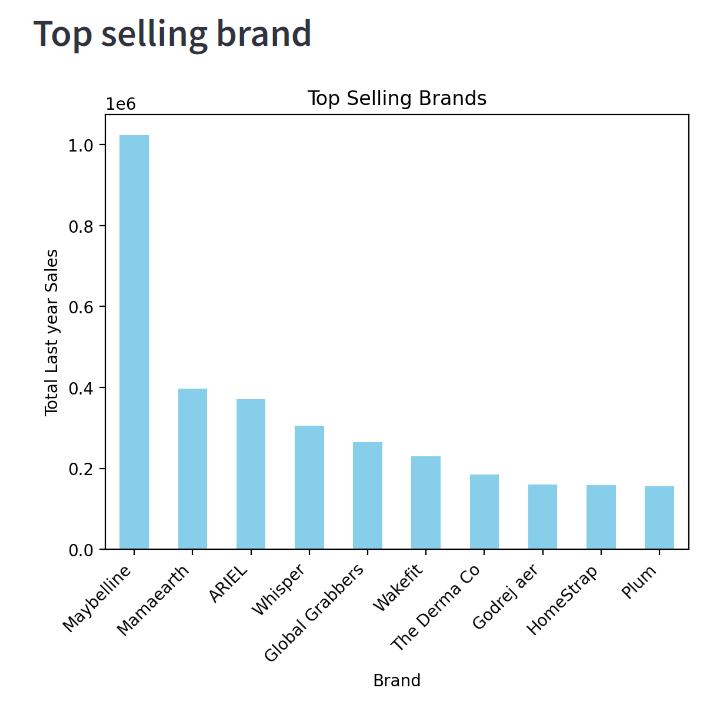 Top selling brand
Top Selling Brands
1e6
1.0
0.8
0.6
0.4
0.2
0.0
Total Last year Sales
Maybelline
Mamaearth
ARIEL
Whisper
Global Grabbers
Wakefit
The Derma Co
Godrej aer
HomeStrap
Plum
Brand